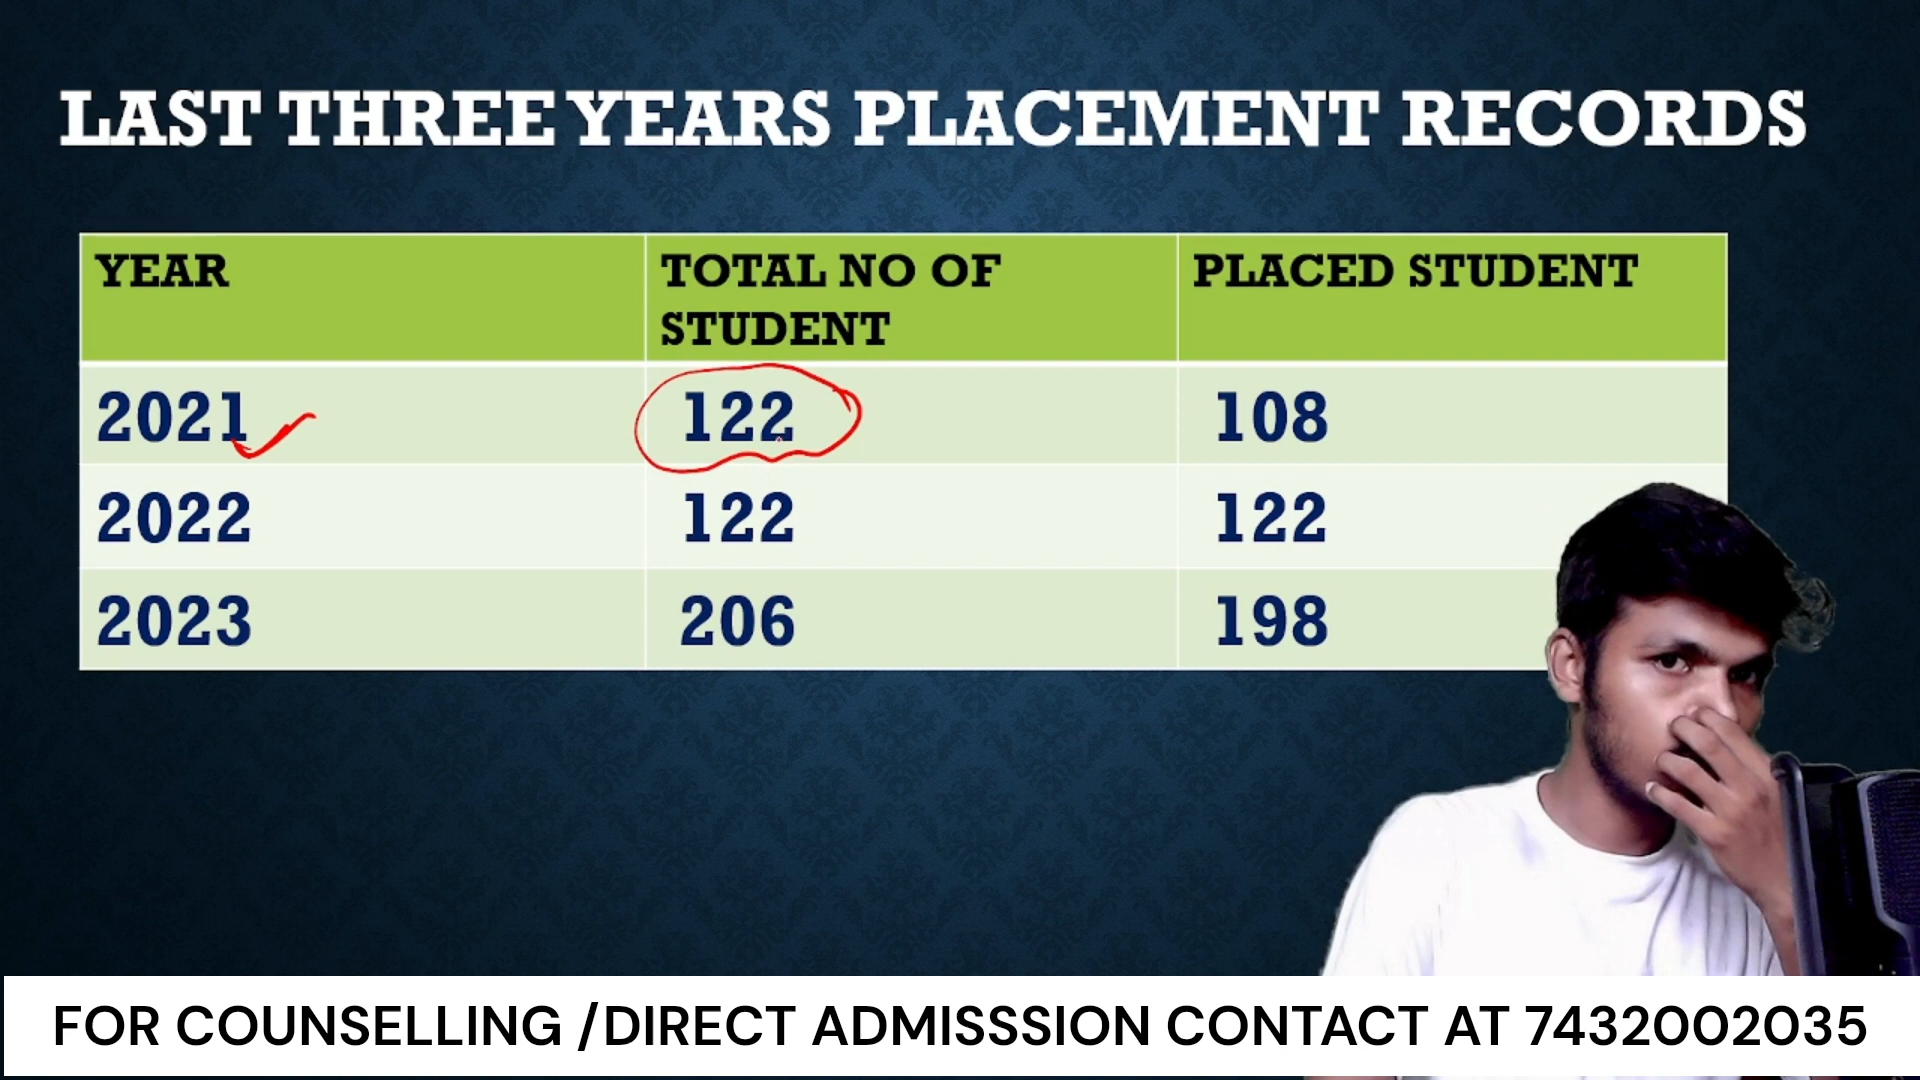 LAST THREE YEARS PLACEMENT RECORDS
YEAR
TOTAL NO OF
STUDENT
PLACED STUDENT
2021 122 108
2022 122 122
2023 206 198
FOR COUNSELLING /DIRECT ADMISSSION CONTACT AT 7432002035